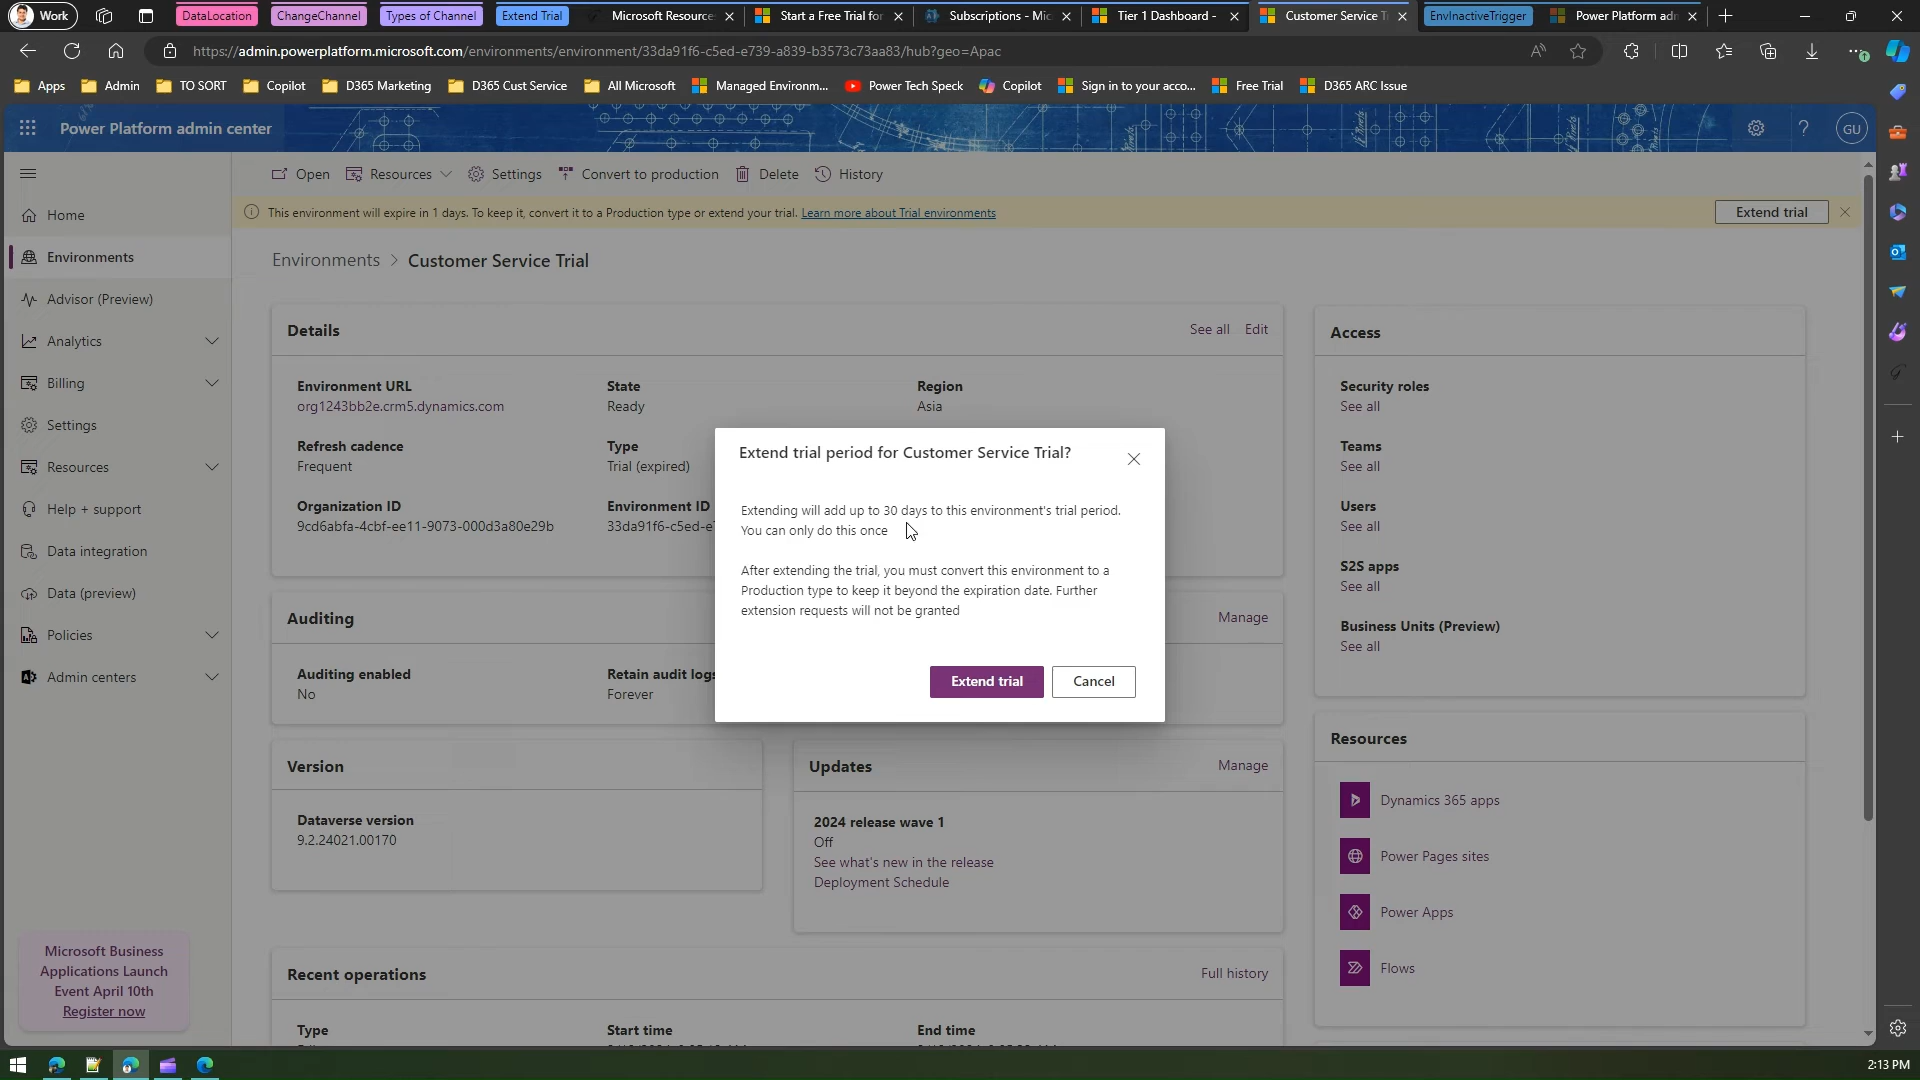 Work
DataLocation
ChangeChannel
Types of Channel
Extend Trial
Microsoft Resource
Start a Free Trial for
Subscriptions - Mic
Tier 1 Dashboard -
Customer Service T
EnvInactiveTrigger
Power Platform adn
https://admin.powerplatform.microsoft.com/environments/environment/33da91f6-c5ed-e739-a839-b3573c73aa83/hub?geo=Apac
Apps
Admin
TO SORT
Copilot
D365 Marketing
D365 Cust Service
All Microsoft
Managed Environm...
Power Tech Speck
Copilot
Sign in to your acco...
Free Trial
D365 ARC Issue
Power Platform admin center
GU
Open
Resources
Settings
Convert to production
Delete
History
This environment will expire in 1 days. To keep it, convert it to a Production type or extend your trial. Learn more about Trial environments
Extend trial
Home
Environments
Advisor (Preview)
Analytics
Billing
Settings
Resources
Help + support
Data integration
Data (preview)
Policies
Admin centers
Microsoft Business
Applications Launch
Event April 10th
Register now
Environments > Customer Service Trial
Details
See all
Edit
Environment URL
org1243bb2e.crm5.dynamics.com
State
Ready
Region
Asia
Refresh cadence
Frequent
Type
Trial (expired)
Organization ID
9cd6abfa-4cbf-ee11-9073-000d3a80e29b
Environment ID
33da91f6-c5ed-e
Extend trial period for Customer Service Trial?
Extending will add up to 30 days to this environment's trial period.
You can only do this once
After extending the trial, you must convert this environment to a
Production type to keep it beyond the expiration date. Further
extension requests will not be granted
Extend trial
Cancel
Auditing
Manage
Auditing enabled
No
Retain audit logs
Forever
Version
Dataverse version
9.2.24021.00170
Updates
Manage
2024 release wave 1
Off
See what's new in the release
Deployment Schedule
Recent operations
Full history
Type
Start time
End time
Access
Security roles
See all
Teams
See all
Users
See all
S2S apps
See all
Business Units (Preview)
See all
Resources
Dynamics 365 apps
Power Pages sites
Power Apps
Flows
2:13 PM